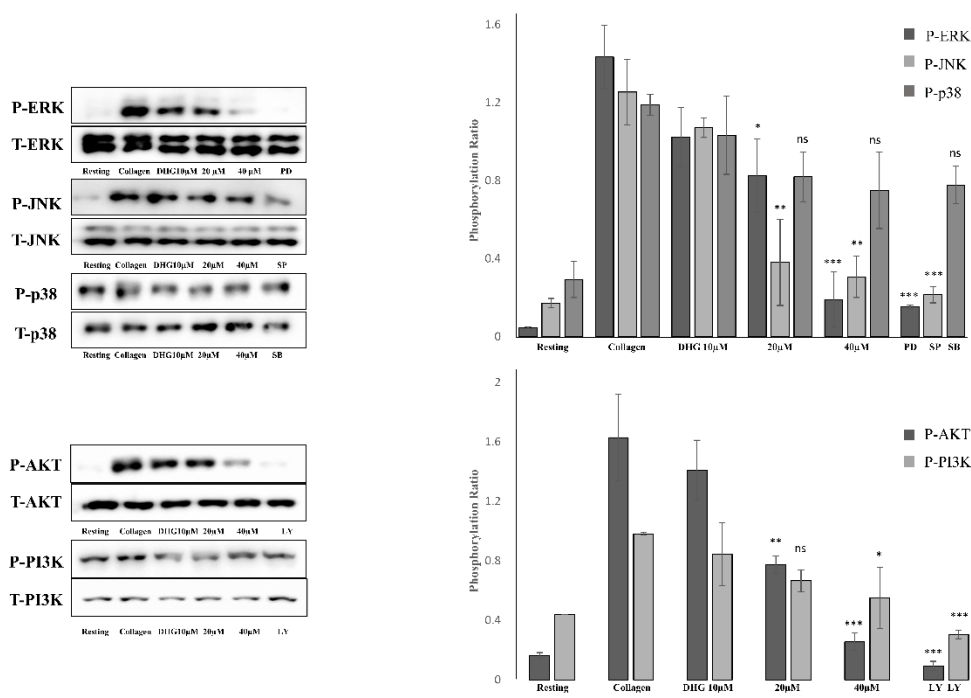 P-ERK
T-ERK
Resting Collagen DHG10μM 20 μM 40 μM PD
P-JNK
T-JNK
Resting Collagen DHG10μM 20μM 40μM SP
P-p38
T-p38
Resting Collagen DHG10μM 20μM 40μM SB
P-AKT
T-AKT
Resting Collagen DHG10μM 20μM 40μM LY
P-PI3K
T-PI3K
Resting Collagen DHG10μM 20μM 40μM LY
P-ERK
P-JNK
P-p38
Phosphorylation Ratio
1.6
1.2
0.8
0.4
0
* ** ns
*** ** ns
*** *** ns
Resting Collagen DHG 10μM 20μM 40μM PD SP SB
P-AKT
P-PI3K
Phosphorylation Ratio
2
1.6
1.2
0.8
0.4
0
** ns
*** *
*** ***
Resting Collagen DHG 10μM 20μM 40μM LY LY